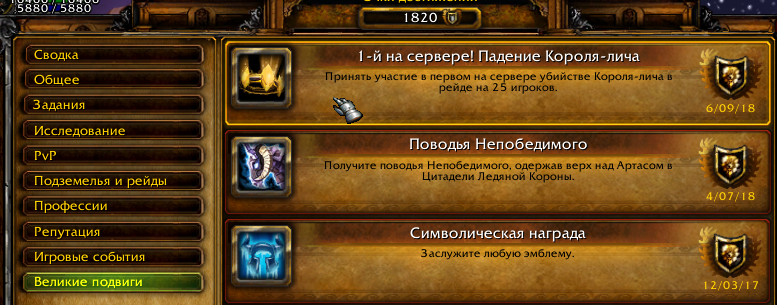 5880 / 5880
1820
Сводка
Общее
Задания
Исследование
PvP
Подземелья и рейды
Профессии
Репутация
Игровые события
Великие подвиги
1-й на сервере! Падение Короля-лича
Принять участие в первом на сервере убийстве Короля-лича в
рейде на 25 игроков.
6/09/18
Поводья Непобедимого
Получите поводья Непобедимого, одержав верх над Артасом в
Цитадели Ледяной Короны.
4/07/18
Символическая награда
Заслужите любую эмблему.
12/03/17